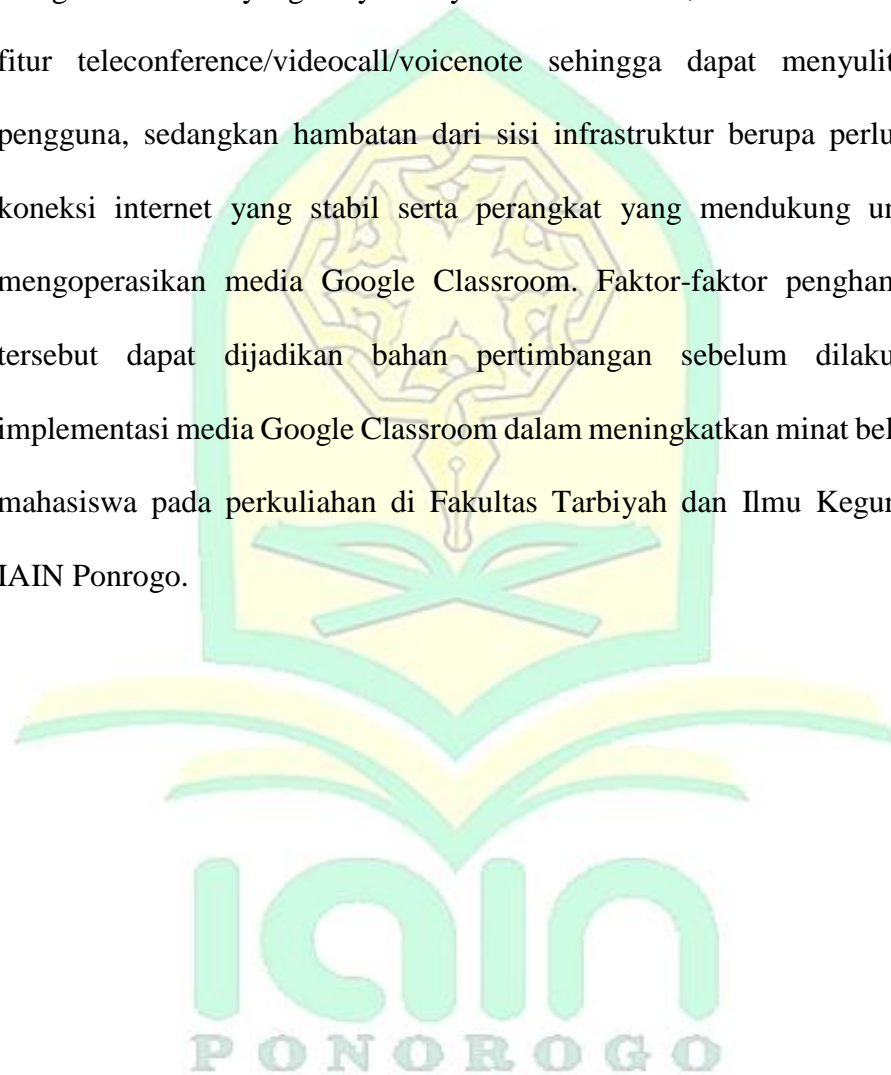 fitur teleconference/videocall/voicenote sehingga dapat menyulit
pengguna, sedangkan hambatan dari sisi infrastruktur berupa perlu
koneksi internet yang stabil serta perangkat yang mendukung un
mengoperasikan media Google Classroom. Faktor-faktor pengham
tersebut dapat dijadikan bahan pertimbangan sebelum dilaku
implementasi media Google Classroom dalam meningkatkan minat bel
mahasiswa pada perkuliahan di Fakultas Tarbiyah dan Ilmu Kegur
IAIN Ponrogo.
IAIN
PONOROGO